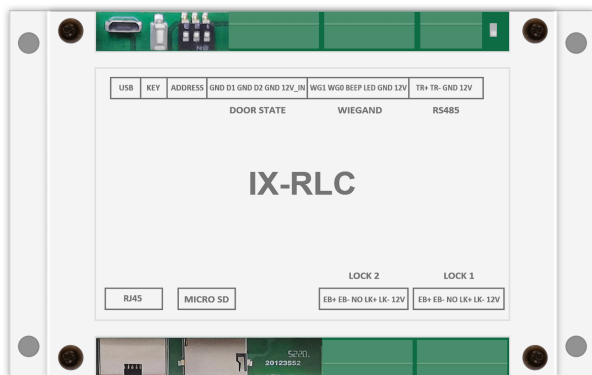 USB KEY ADDRESS GND D1 GND D2 GND 12V_IN WG1 WG0 BEEP LED GND 12V TR+ TR- GND 12V
DOOR STATE WIEGAND RS485
IX-RLC
LOCK 2 LOCK 1
RJ45 MICRO SD EB+ EB- NO LK+ LK- 12V EB+ EB- NO LK+ LK- 12V
5220.
20123552